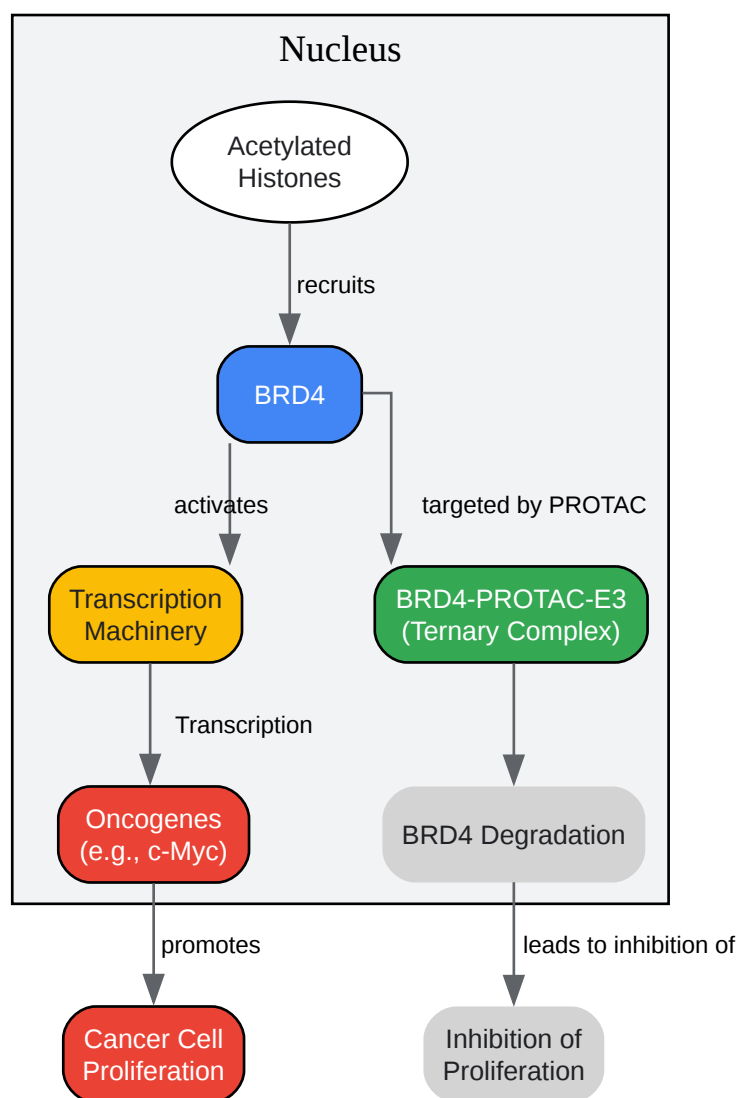 Nucleus
Acetylated
Histones
recruits
BRD4
activates
targeted by PROTAC
Transcription
Machinery
BRD4-PROTAC-E3
(Ternary Complex)
Transcription
Oncogenes
(e.g., c-Myc)
BRD4 Degradation
promotes
leads to inhibition of
Cancer Cell
Proliferation
Inhibition of
Proliferation